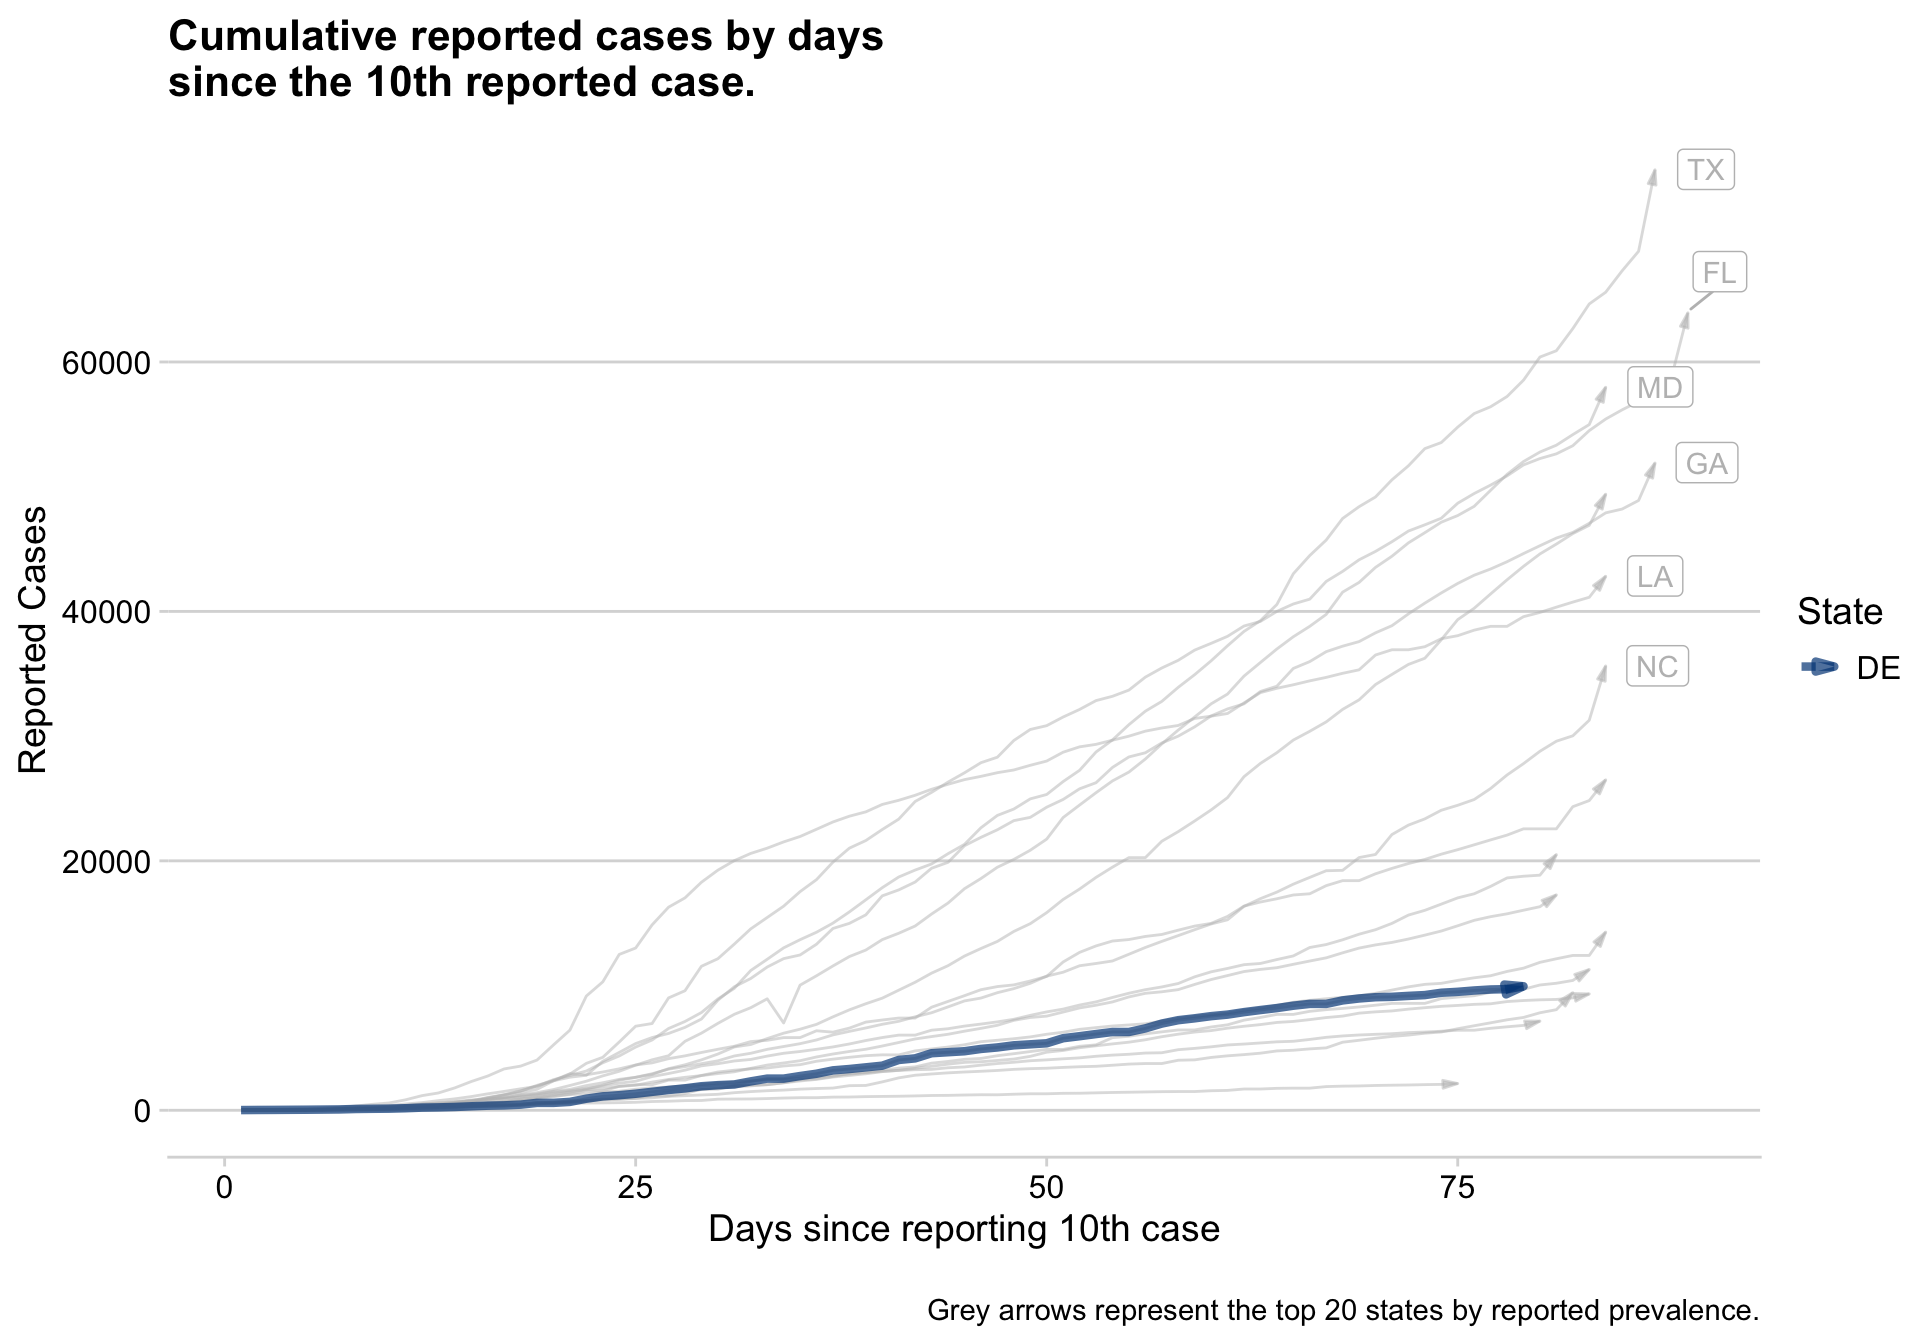 Cumulative reported cases by days
since the 10th reported case.
TX
FL
60000
MD
GA
Reported Cases
LA
40000
State
NC
DE
20000
0
0 25 50 75
Days since reporting 10th case
Grey arrows represent the top 20 states by reported prevalence.